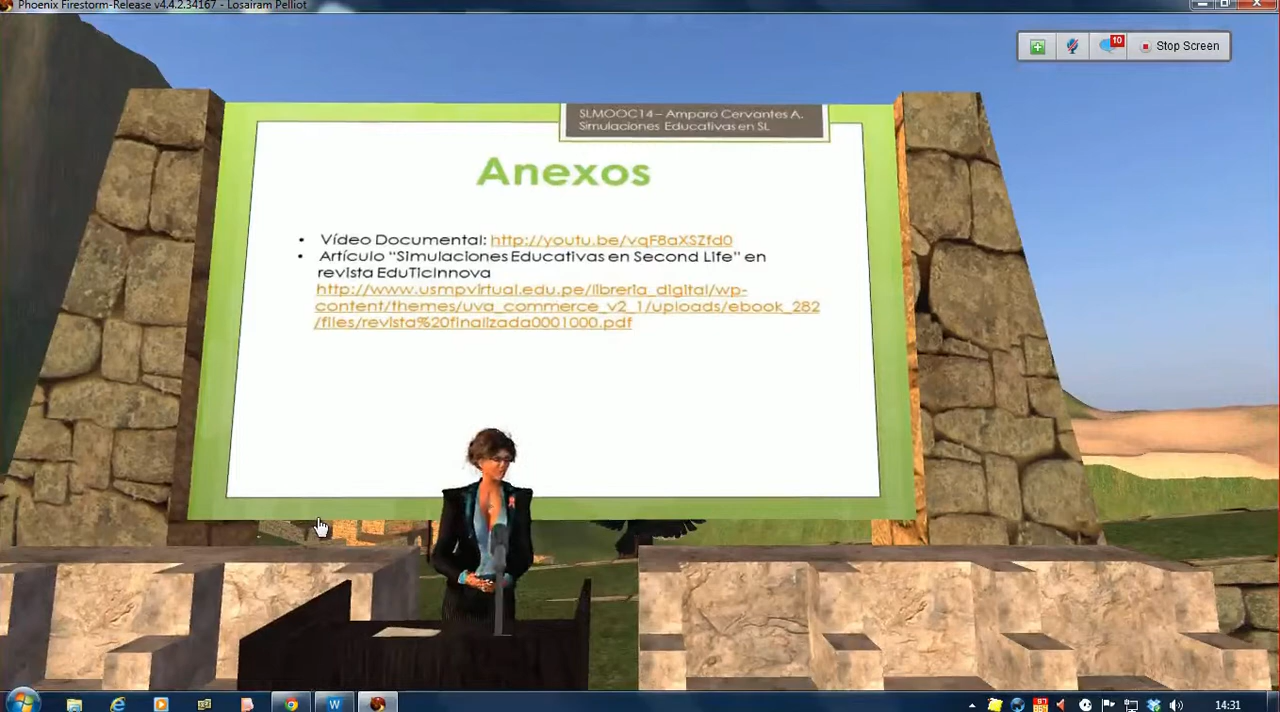 Phoenix Firestorm-Release v4.4.2.34167 - Losairam Pelliot
10
Stop Screen
SLMOOC14 – Amparo Cervantes A.
Simulaciones Educativas en SL
Anexos
• Vídeo Documental: http://youtu.be/vqF8aXSZfd0
• Artículo “Simulaciones Educativas en Second Life” en
revista EduTicInnova
http://www.usmpvirtual.edu.pe/libreria_digital/wp-
content/themes/uva_commerce_v2_1/uploads/ebook_282
/files/revista%20finalizada0001000.pdf
14:31